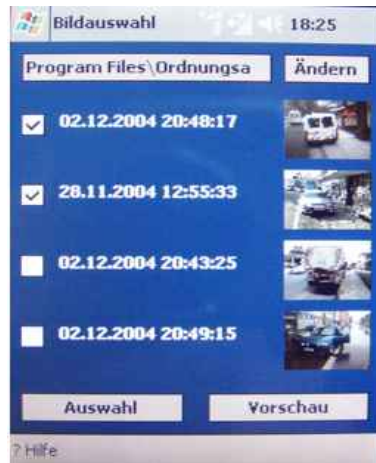 Bildauswahl 18:25
Program Files\Ordnungsa Ändern
02.12.2004 20:48:17
28.11.2004 12:55:33
02.12.2004 20:43:25
02.12.2004 20:49:15
Auswahl Vorschau
? Hilfe